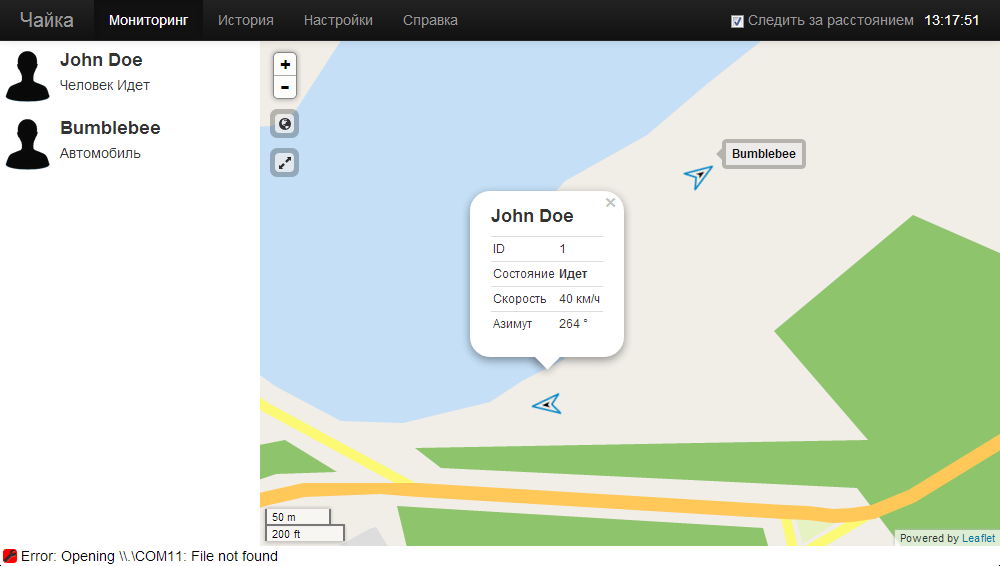 Чайка Мониторинг История Настройки Справка Следить за расстоянием 13:17:51
John Doe
Человек Идет
Bumblebee
Автомобиль
+
-
Bumblebee
John Doe ×
ID 1
Состояние Идет
Скорость 40 км/ч
Азимут 264 °
50 m
200 ft
Powered by Leaflet
Error: Opening \\.\COM11: File not found